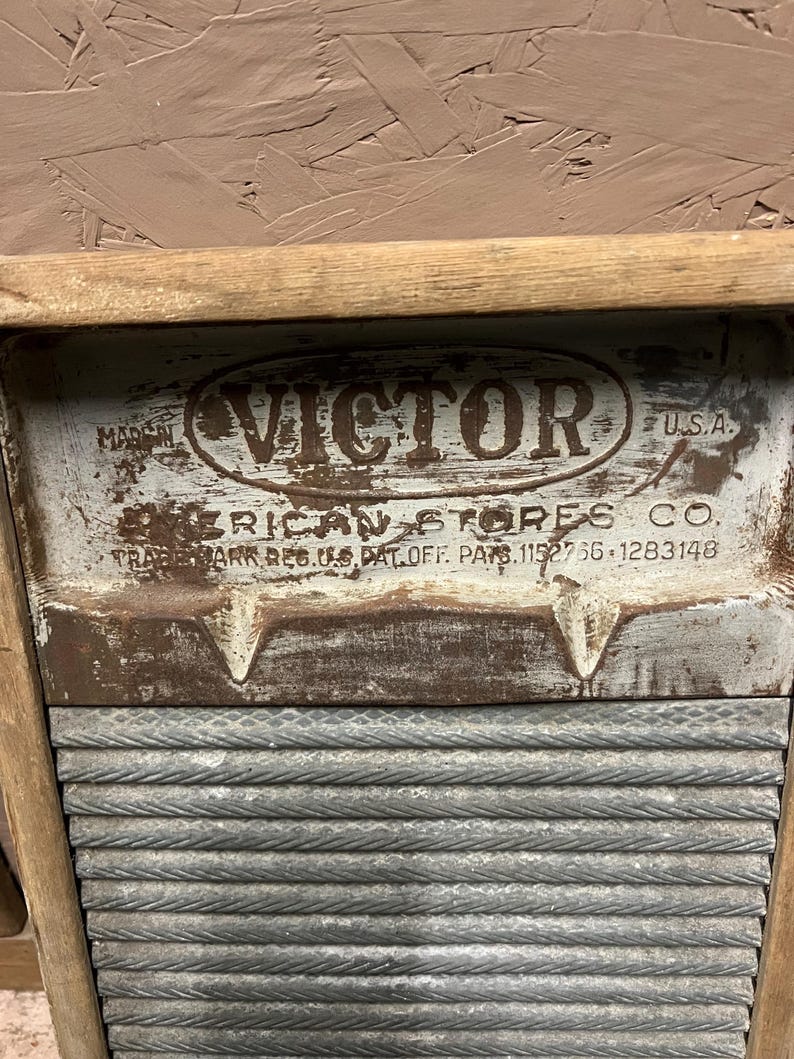 VICTOR
MADE IN U.S.A.
AMERICAN STORES CO.
TRADE MARK REG. U.S. PAT. OFF. PATS. 1152766 · 1283148